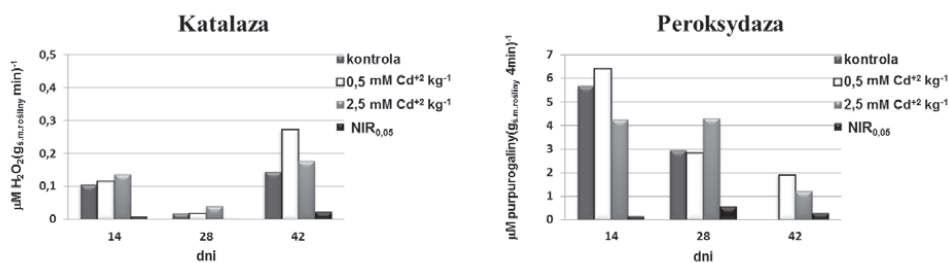 Katalaza
μM H₂O₂(g s.m.rośliny min)⁻¹
0,5
0,4
0,3
0,2
0,1
0
14 28 42
dni
kontrola
0,5 mM Cd⁺² kg⁻¹
2,5 mM Cd⁺² kg⁻¹
NIR₀,₀₅
Peroksydaza
μM purpurogaliny(g s.m.rośliny 4min)⁻¹
7
6
5
4
3
2
1
0
14 28 42
dni
kontrola
0,5 mM Cd⁺² kg⁻¹
2,5 mM Cd⁺² kg⁻¹
NIR₀,₀₅